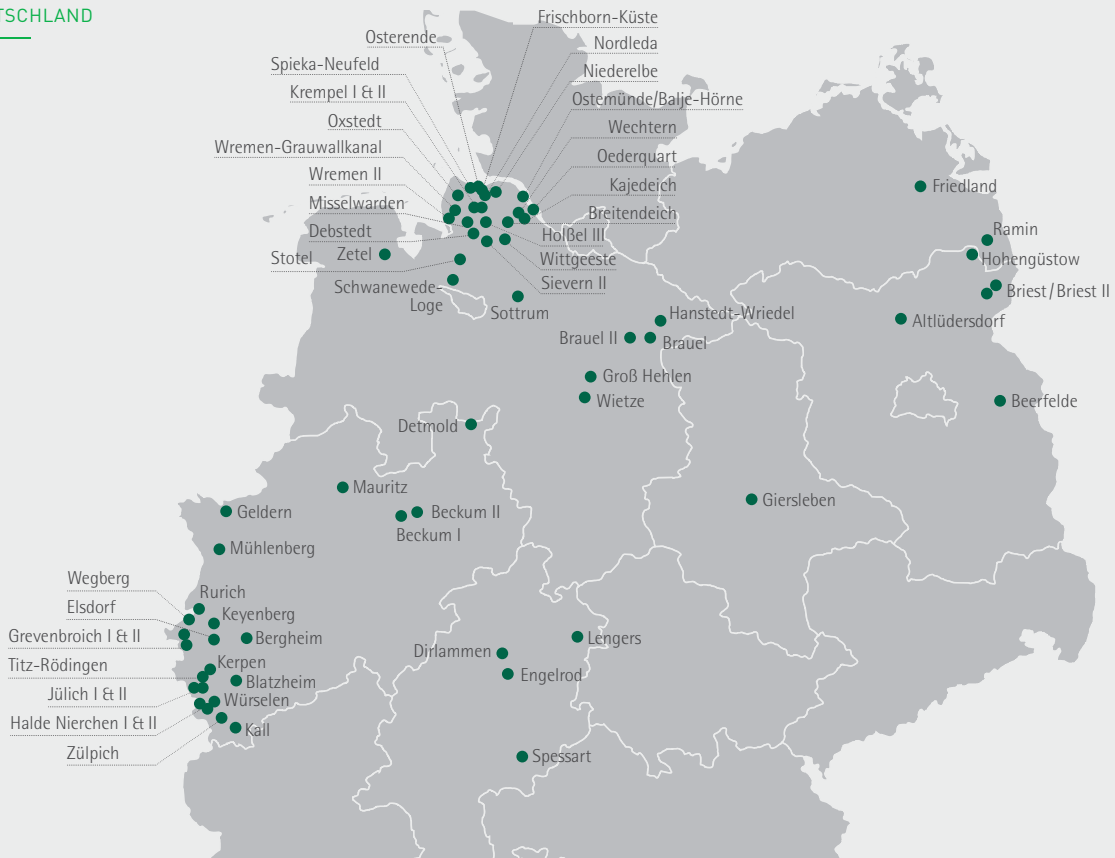 TSCHLAND
Frischborn-Küste
Osterende
Nordleda
Spieka-Neufeld
Niederelbe
Krempel I & II
Ostemünde/Balje-Hörne
Oxstedt
Wechtern
Wremen-Grauwallkanal
Oederquart
Wremen II
Kajedeich
Misselwarden
Breitendeich
Debstedt
Holßel III
Stotel
Zetel
Wittgeeste
Schwanewede-
Loge
Sievern II
Sottrum
Friedland
Ramin
Hohengüstow
Briest / Briest II
Altlüdersdorf
Hanstedt-Wriedel
Brauel II
Brauel
Groß Hehlen
Wietze
Beerfelde
Detmold
Mauritz
Giersleben
Geldern
Beckum II
Beckum I
Mühlenberg
Wegberg
Rurich
Elsdorf
Keyenberg
Grevenbroich I & II
Bergheim
Lengers
Dirlammen
Titz-Rödingen
Kerpen
Engelrod
Blatzheim
Jülich I & II
Würselen
Halde Nierchen I & II
Kall
Zülpich
Spessart